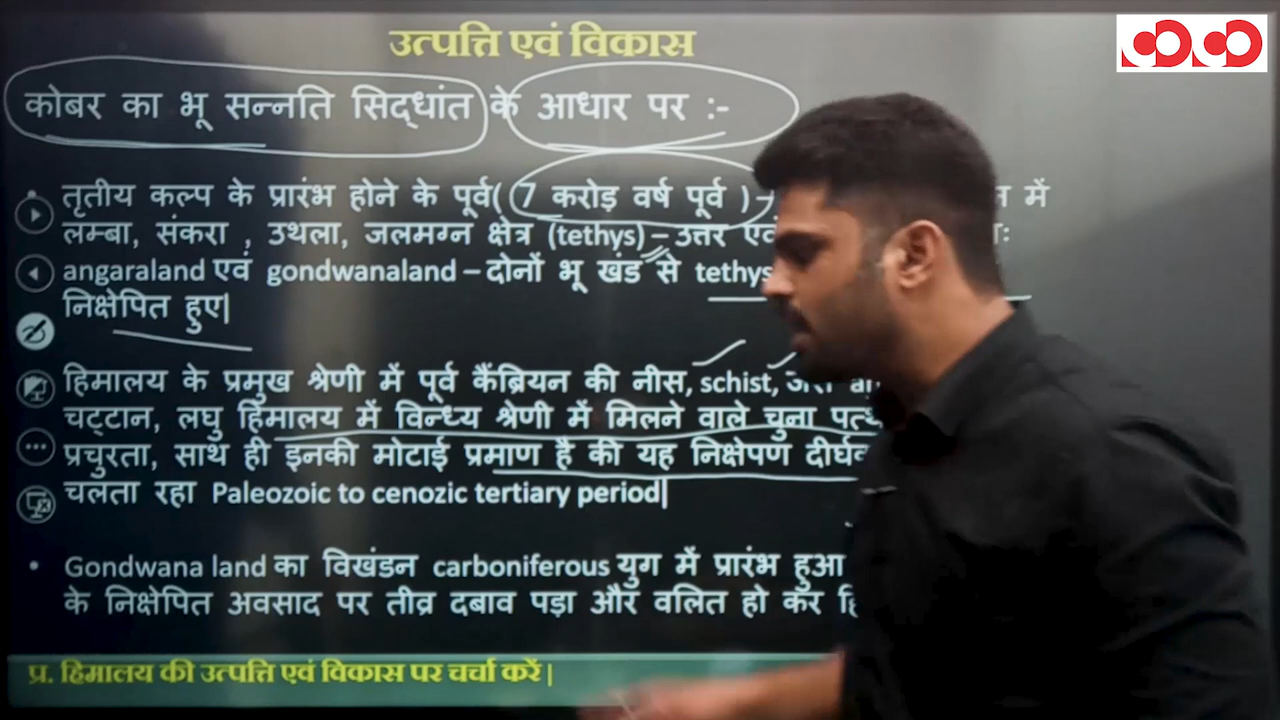 उत्पत्ति एवं विकास
कोबर का भू सन्नति सिद्धांत के आधार पर :-
तृतीय कल्प के प्रारंभ होने के पूर्व( 7 करोड़ वर्ष पूर्व )- में
लम्बा, संकरा , उथला, जलमग्न क्षेत्र (tethys) – उत्तर
angaraland एवं gondwanaland – दोनों भू खंड से tethys
निक्षेपित हुए|
हिमालय के प्रमुख श्रेणी में पूर्व कैंब्रियन की नीस, schist,
चट्टान, लघु हिमालय में विन्ध्य श्रेणी में मिलने वाले चुना
प्रचुरता, साथ ही इनकी मोटाई प्रमाण है की यह निक्षेपण
चलता रहा Paleozoic to cenozic tertiary period|
• Gondwana land का विखंडन carboniferous युग में प्रारंभ हुआ
के निक्षेपित अवसाद पर तीव्र दबाव पड़ा और वलित हो कर
प्र. हिमालय की उत्पत्ति एवं विकास पर चर्चा करें|